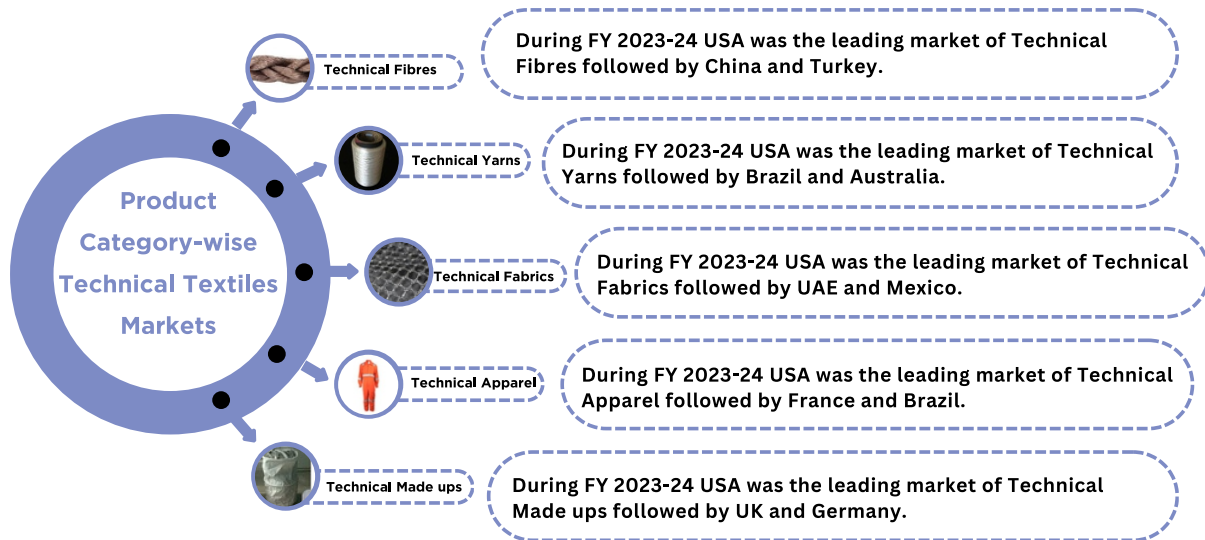 Product
Category-wise
Technical Textiles
Markets
Technical Fibres
During FY 2023-24 USA was the leading market of Technical
Fibres followed by China and Turkey.
Technical Yarns
During FY 2023-24 USA was the leading market of Technical
Yarns followed by Brazil and Australia.
Technical Fabrics
During FY 2023-24 USA was the leading market of Technical
Fabrics followed by UAE and Mexico.
Technical Apparel
During FY 2023-24 USA was the leading market of Technical
Apparel followed by France and Brazil.
Technical Made ups
During FY 2023-24 USA was the leading market of Technical
Made ups followed by UK and Germany.